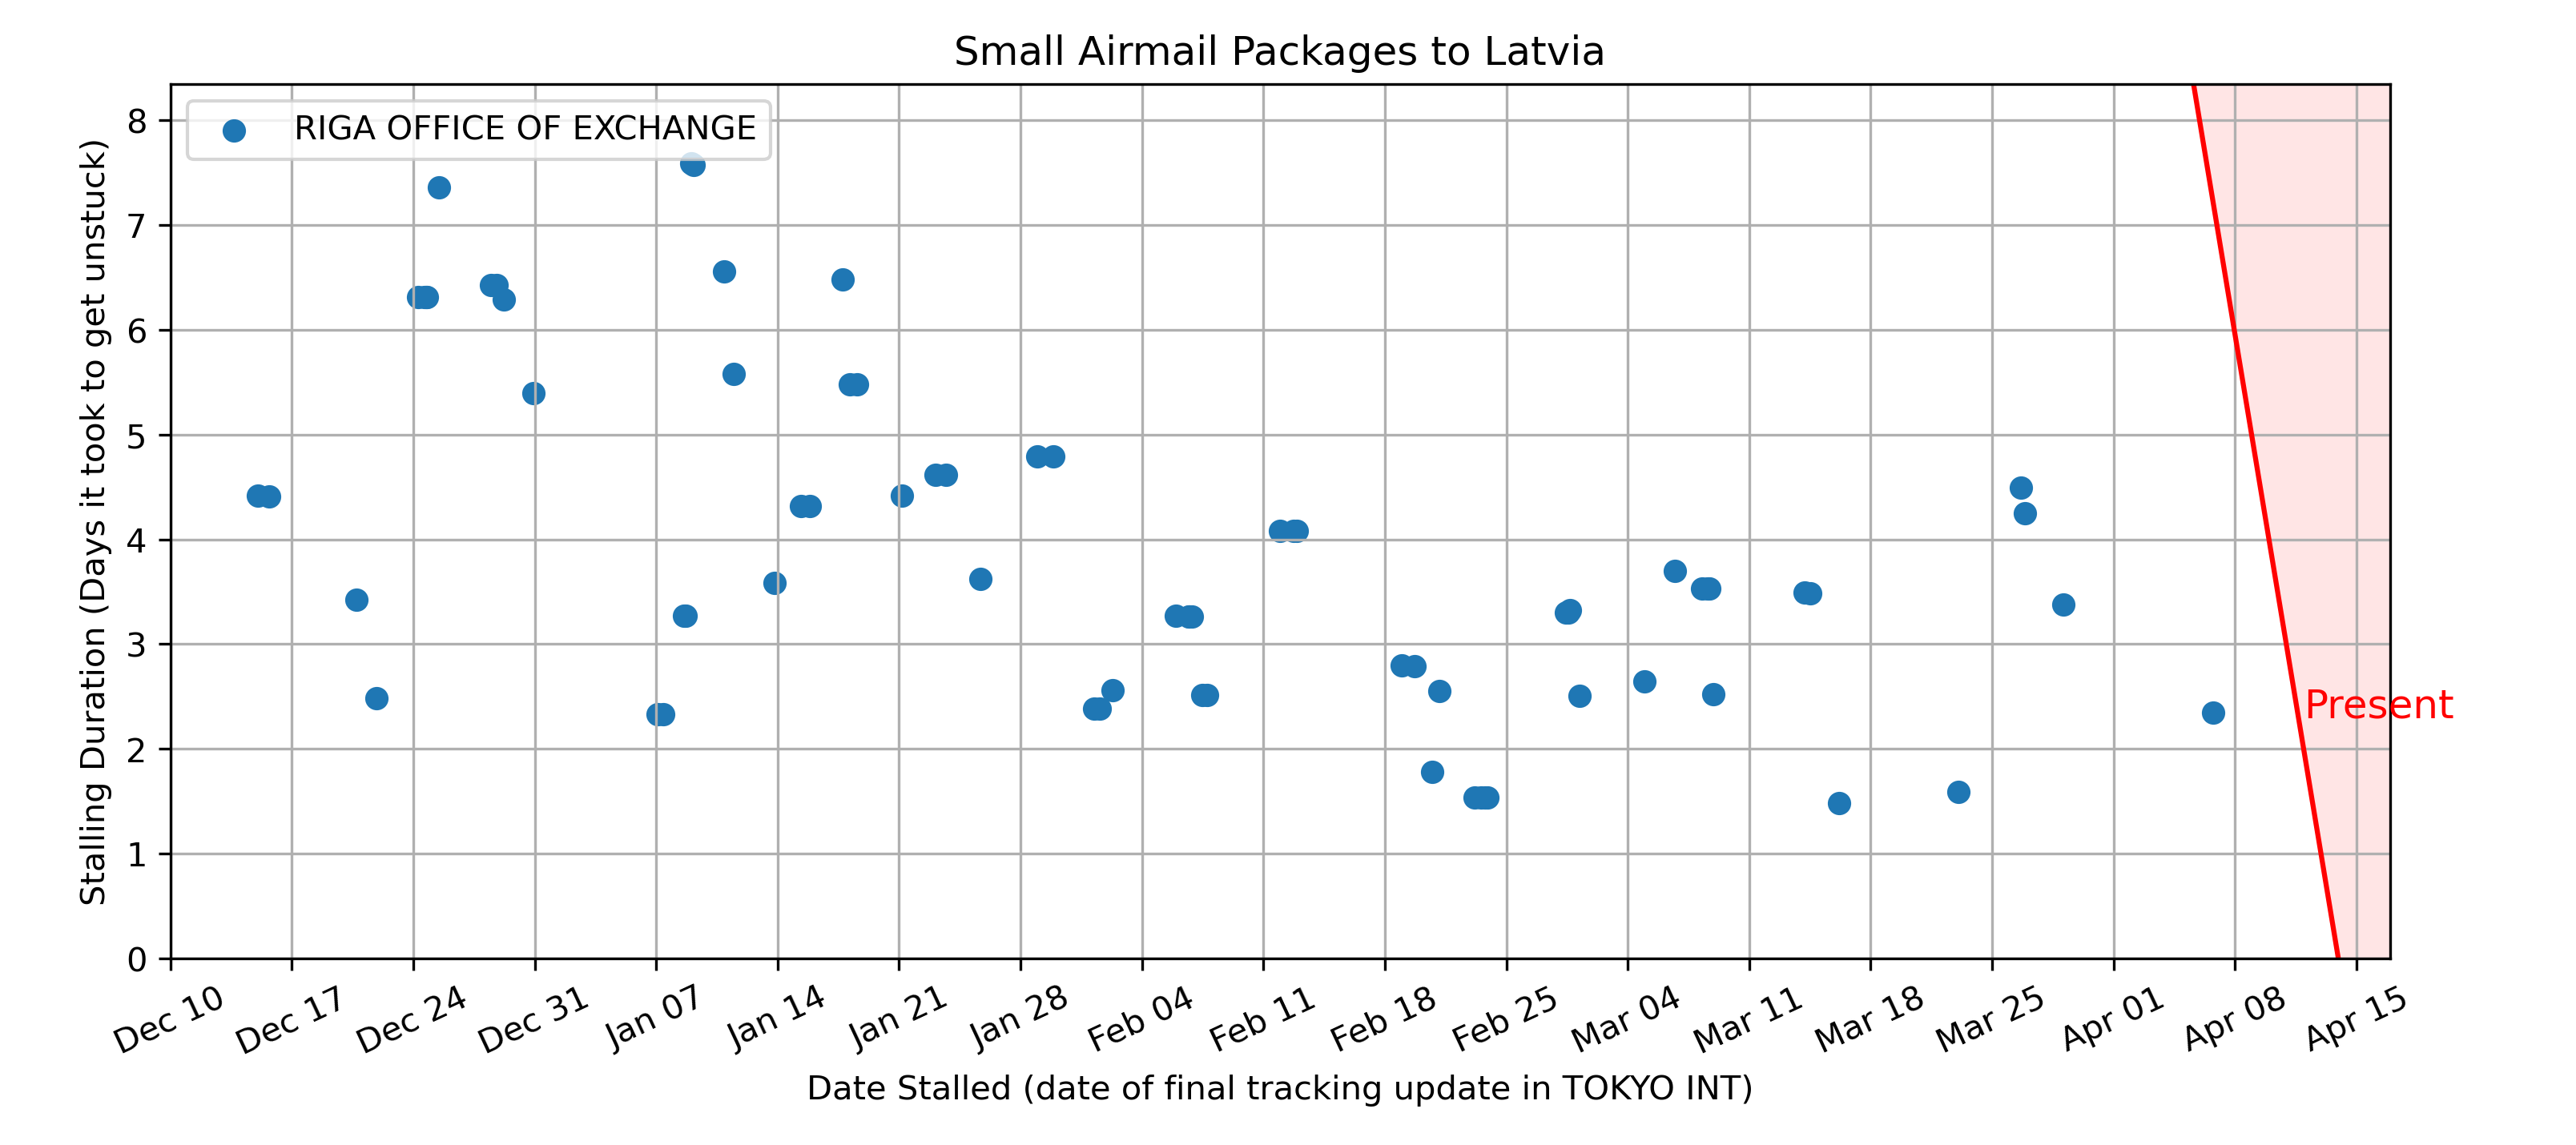 Small Airmail Packages to Latvia
RIGA OFFICE OF EXCHANGE
Stalling Duration (Days it took to get unstuck)
8
7
6
5
4
3
2
1
0
Present
Dec 10
Dec 17
Dec 24
Dec 31
Jan 07
Jan 14
Jan 21
Jan 28
Feb 04
Feb 11
Feb 18
Feb 25
Mar 04
Mar 11
Mar 18
Mar 25
Apr 01
Apr 08
Apr 15
Date Stalled (date of final tracking update in TOKYO INT)